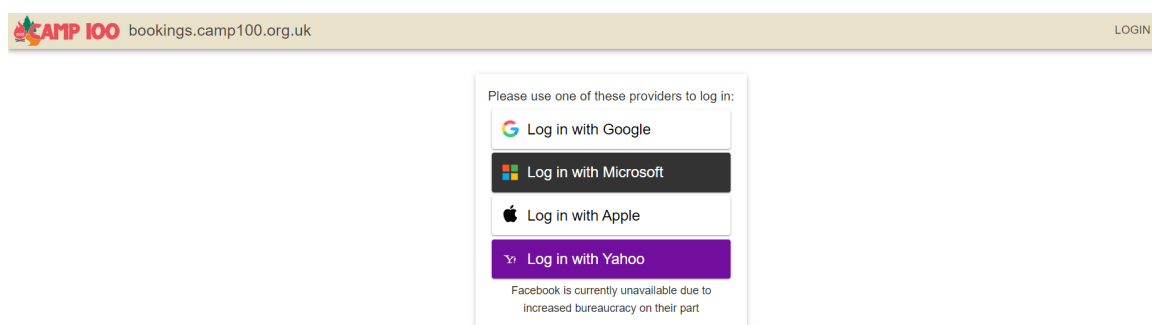 CAMP 100 bookings.camp100.org.uk LOGIN
Please use one of these providers to log in:
Log in with Google
Log in with Microsoft
Log in with Apple
Log in with Yahoo
Facebook is currently unavailable due to
increased bureaucracy on their part